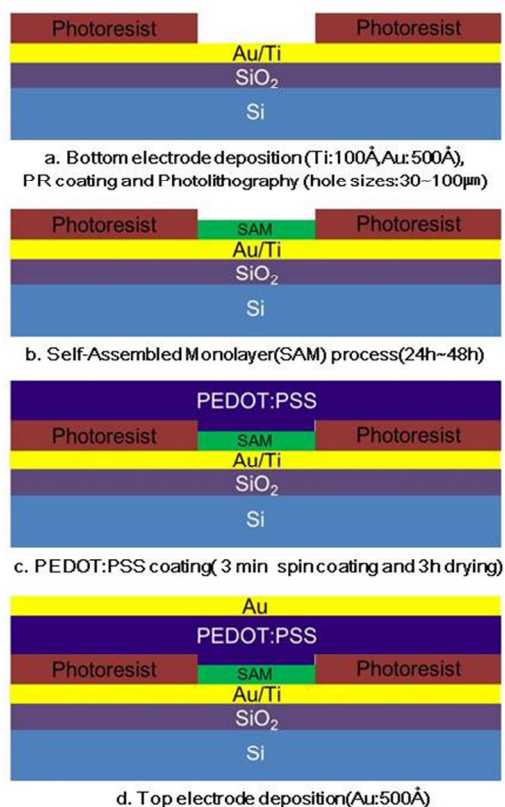 Photoresist Photoresist
Au/Ti
SiO₂
Si
a. Bottom electrode deposition(Ti:100Å,Au:500Å),
PR coating and Photolithography (hole sizes:30~100㎛)
Photoresist SAM Photoresist
Au/Ti
SiO₂
Si
b. Self-Assembled Monolayer(SAM) process(24h~48h)
PEDOT:PSS
Photoresist SAM Photoresist
Au/Ti
SiO₂
Si
c. PEDOT:PSS coating( 3 min spin coating and 3h drying)
Au
PEDOT:PSS
Photoresist SAM Photoresist
Au/Ti
SiO₂
Si
d. Top electrode deposition(Au:500Å)